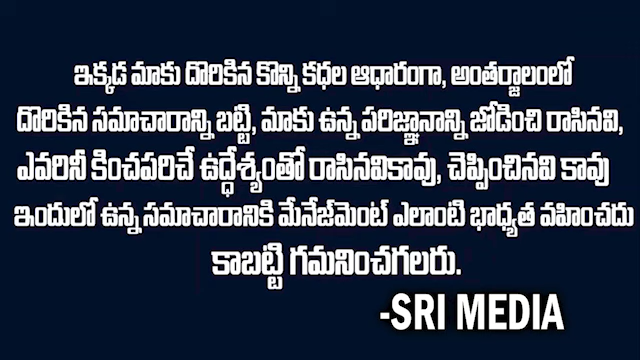 ఇక్కడ మాకు దొరికిన కొన్ని కధల ఆధారంగా, అంతర్జాలంలో
దొరికిన సమాచారాన్ని బట్టి, మాకు ఉన్న పరిజ్ఞానాన్ని జోడించి రాసినవి,
ఎవరినీ కించపరిచే ఉద్ధేశ్యంతో రాసినవికావు, చెప్పించినవి కావు
ఇందులో ఉన్న సమాచారానికి మేనేజ్‌మెంట్ ఎలాంటి భాధ్యత వహించదు
కాబట్టి గమనించగలరు.
-SRI MEDIA